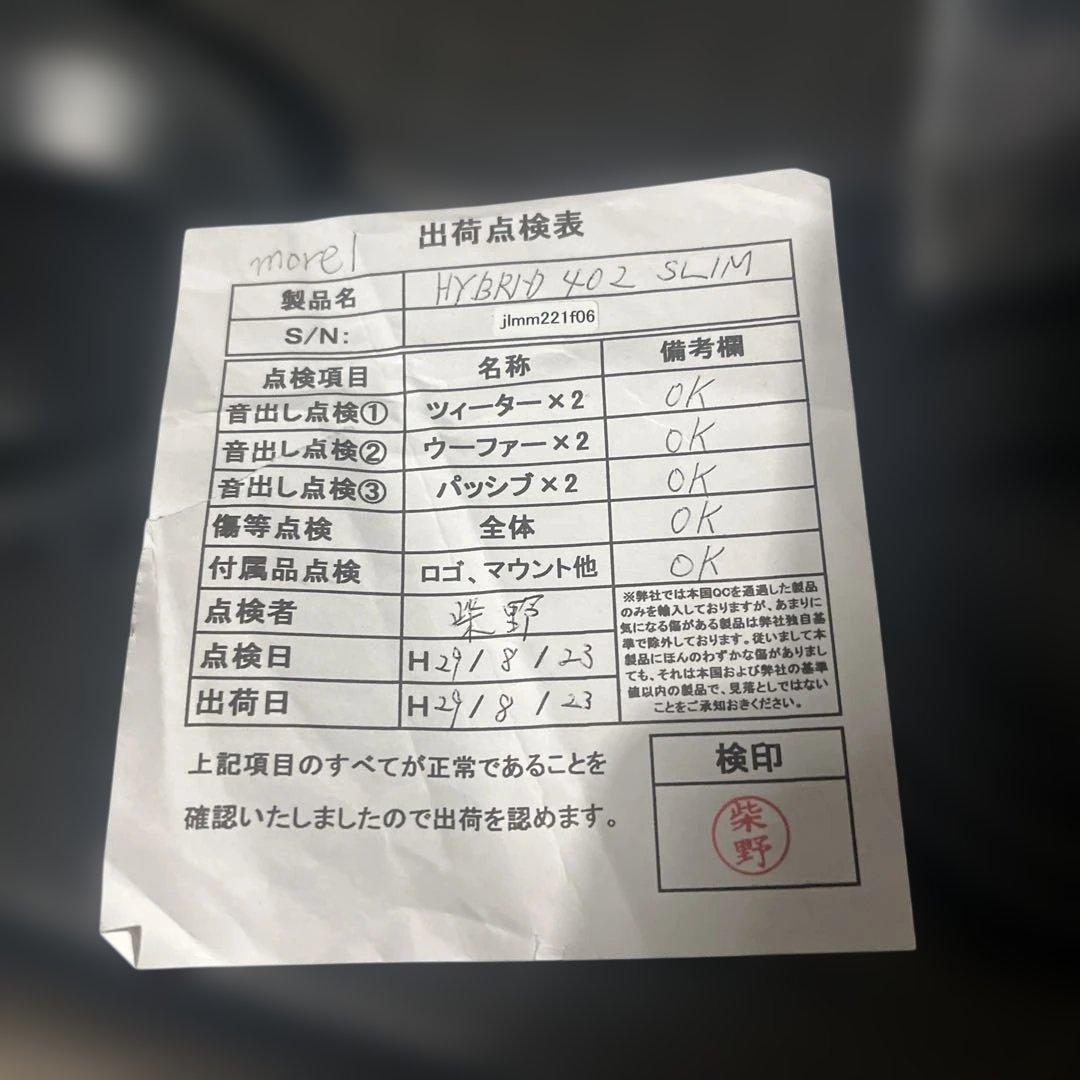 出荷点検表
morel
製品名 HYBRID 402 SLIM
S/N: jlmm221f06
点検項目 名称 備考欄
音出し点検① ツィーター×2 OK
音出し点検② ウーファー×2 OK
音出し点検③ パッシブ×2 OK
傷等点検 全体 OK
付属品点検 ロゴ、マウント他 OK
点検者 柴野
点検日 H29/8/23
出荷日 H29/8/23
※弊社では本国QCを通過した製品
のみを輸入しておりますが、あまりに
気になる傷がある製品は弊社独自基
準で除外しております。従いまして本
製品にほんのわずかな傷がありまし
ても、それは本国および弊社の基準
値以内の製品で、見落としではない
ことをご承知おきください。
上記項目のすべてが正常であることを
確認いたしましたので出荷を認めます。
検印
柴野